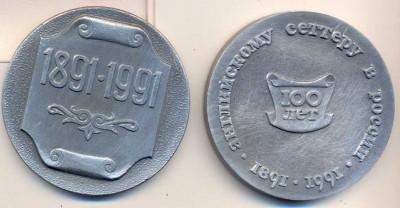 1891·1991
английскому сеттеру в россии
100
лет
1891·1991